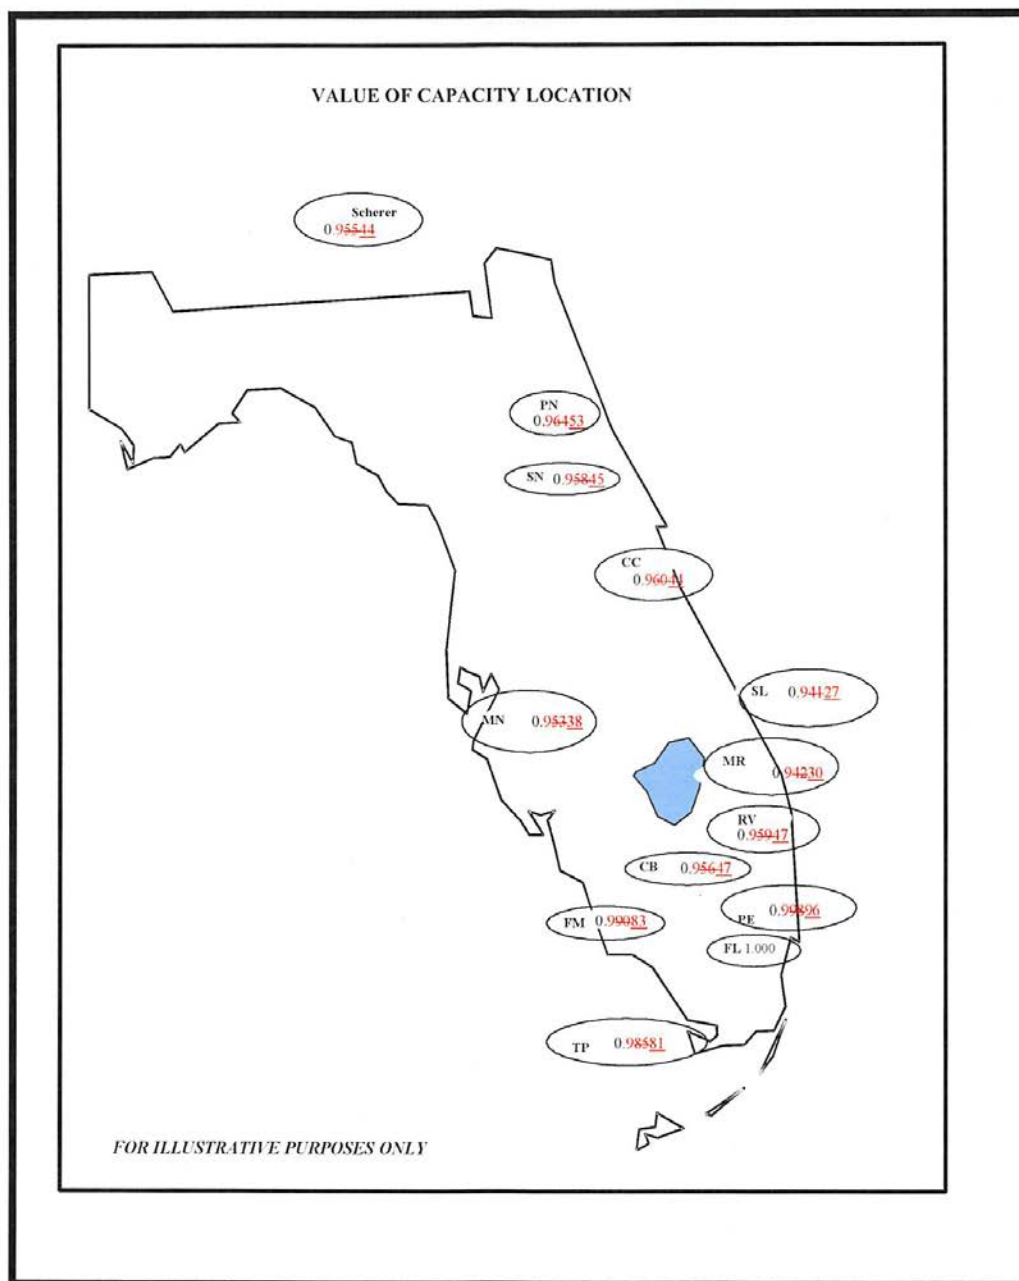 VALUE OF CAPACITY LOCATION
Scherer
0.95544
PN
0.96453
SN 0.95845
CC
0.96044
SL 0.94127
MN 0.95338
MR
0.94230
RV
0.95947
CB 0.95647
0.99896
PE
FM 0.99083
FL 1.000
TP 0.98581
FOR ILLUSTRATIVE PURPOSES ONLY